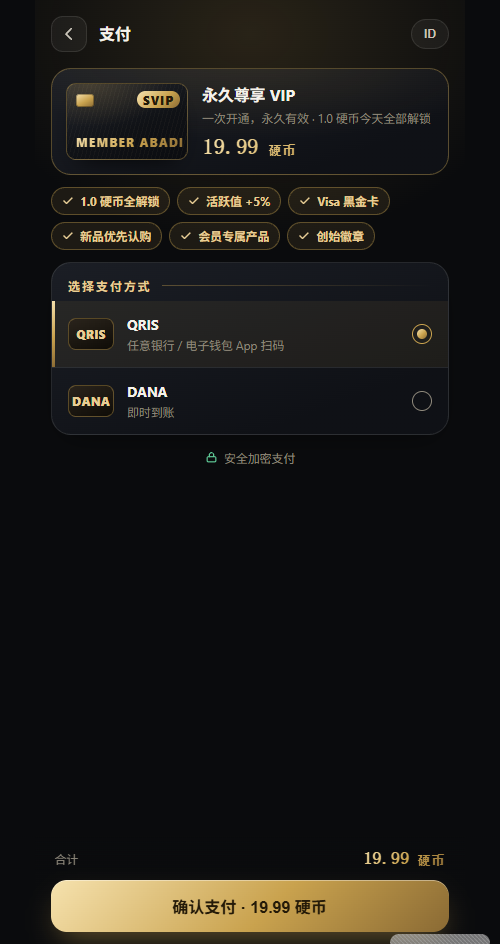 支付
ID
SVIP
MEMBER ABADI
永久尊享 VIP
一次开通，永久有效 · 1.0 硬币今天全部解锁
19.99 硬币
1.0 硬币全解锁
活跃值 +5%
Visa 黑金卡
新品优先认购
会员专属产品
创始徽章
选择支付方式
QRIS
QRIS
任意银行 / 电子钱包 App 扫码
DANA
DANA
即时到账
安全加密支付
合计
19.99 硬币
确认支付 · 19.99 硬币